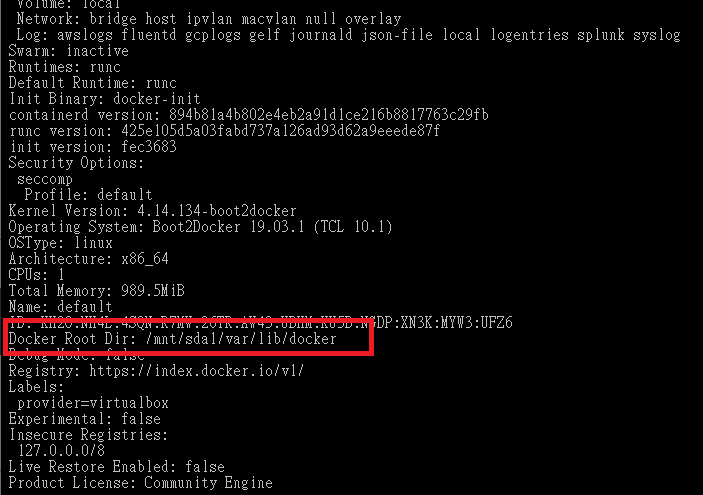 Volume: local
Network: bridge host ipvlan macvlan null overlay
Log: awslogs fluentd gcplogs gelf journald json-file local logentries splunk syslog
Swarm: inactive
Runtimes: runc
Default Runtime: runc
Init Binary: docker-init
containerd version: 894b81a4b802e4eb2a91d1ce216b8817763c29fb
runc version: 425e105d5a03fabd737a126ad93d62a9eeede87f
init version: fec3683
Security Options:
seccomp
Profile: default
Kernel Version: 4.14.134-boot2docker
Operating System: Boot2Docker 19.03.1 (TCL 10.1)
OSType: linux
Architecture: x86_64
CPUs: 1
Total Memory: 989.5MiB
Name: default
ID: :XN3K:MYW3:UFZ6
Docker Root Dir: /mnt/sda1/var/lib/docker
Debug Mode: false
Registry: https://index.docker.io/v1/
Labels:
provider=virtualbox
Experimental: false
Insecure Registries:
127.0.0.0/8
Live Restore Enabled: false
Product License: Community Engine